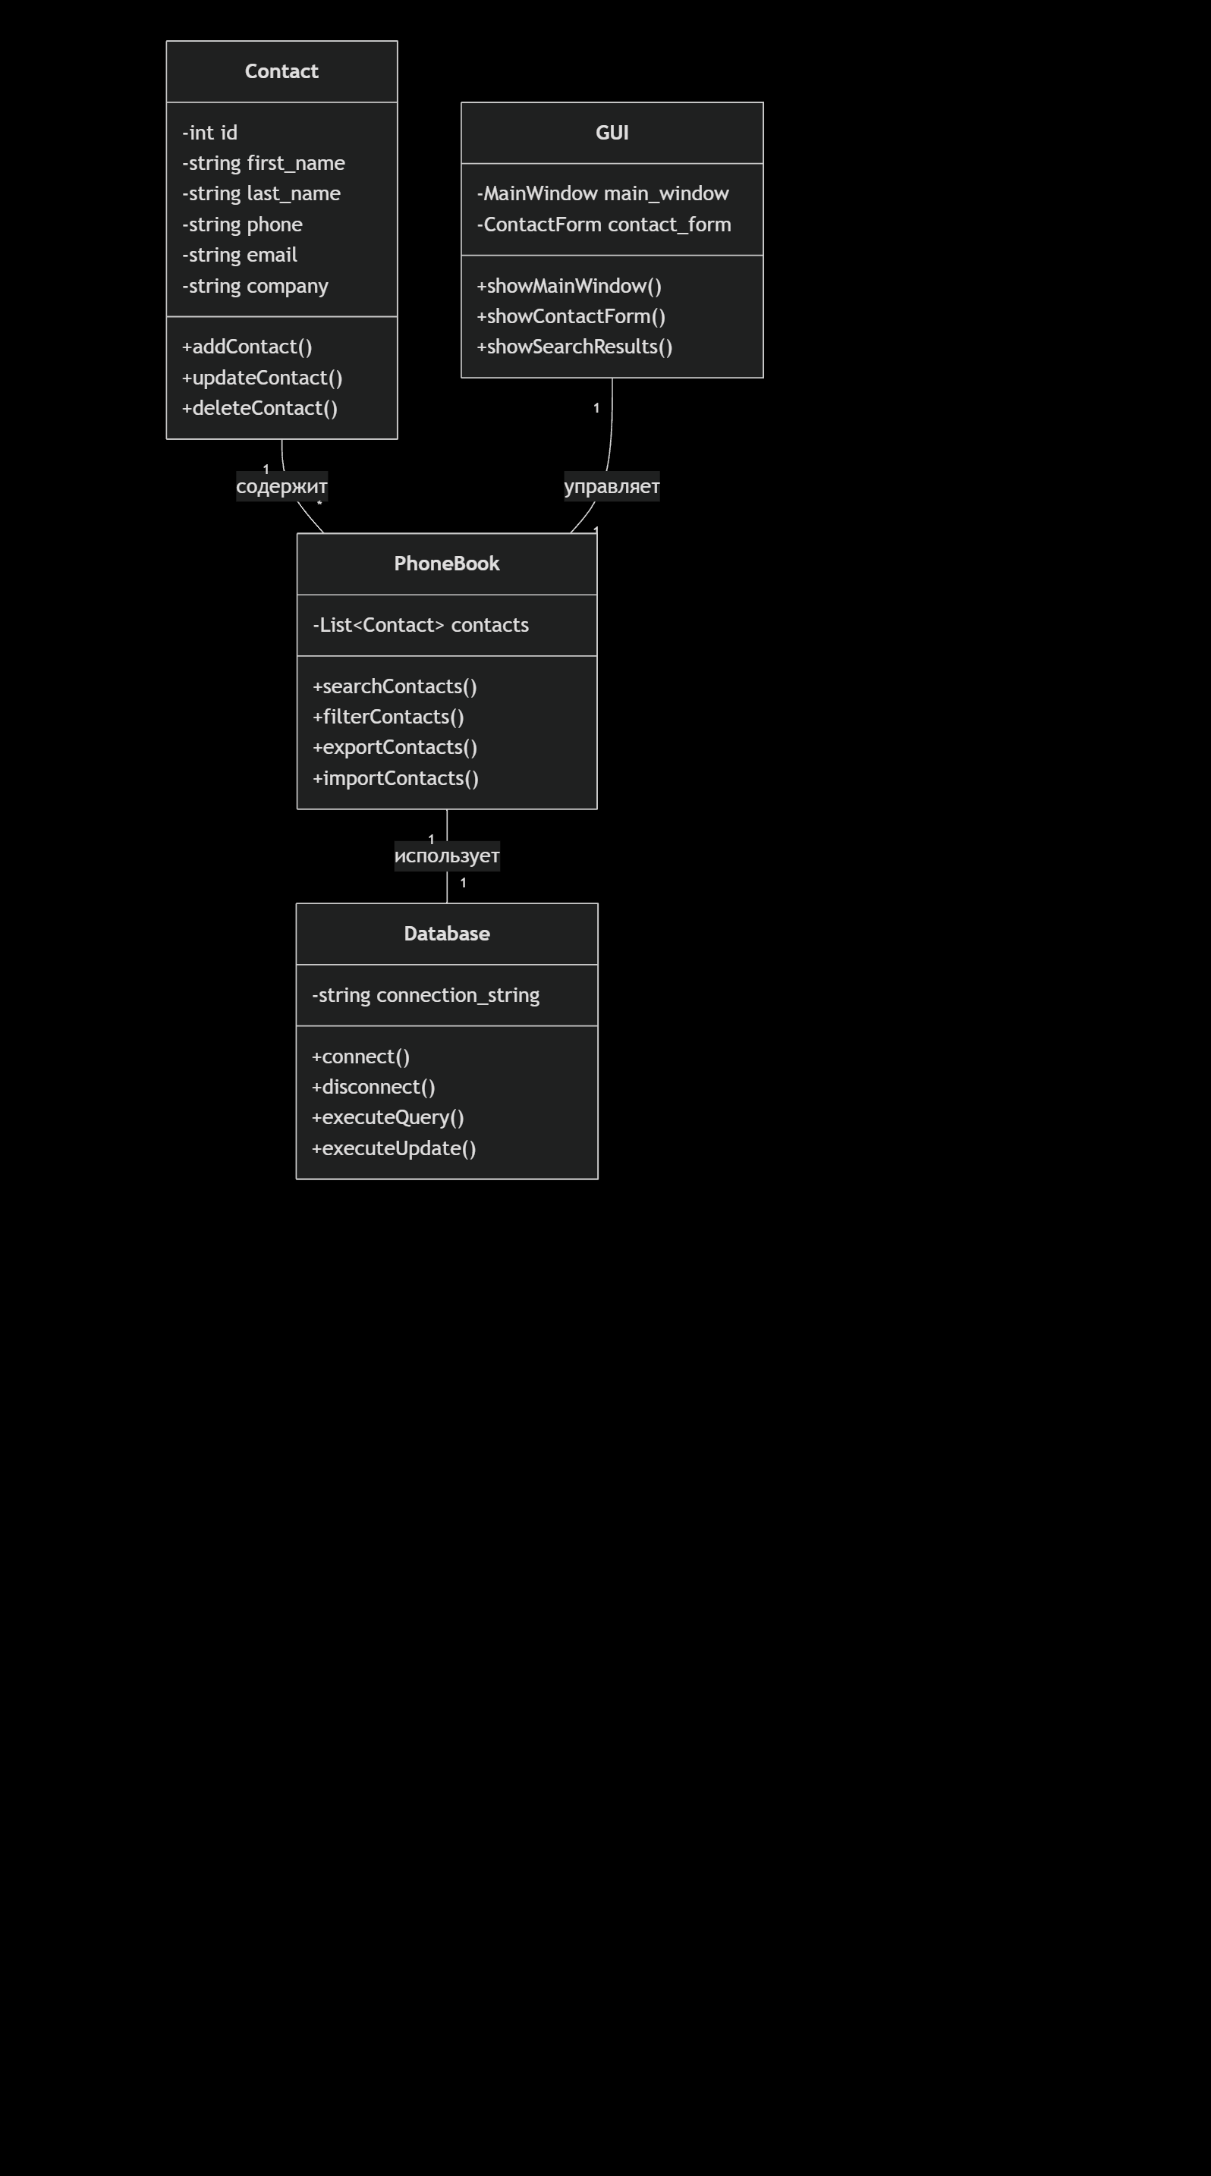 Contact
-int id
-string first_name
-string last_name
-string phone
-string email
-string company
+addContact()
+updateContact()
+deleteContact()
GUI
-MainWindow main_window
-ContactForm contact_form
+showMainWindow()
+showContactForm()
+showSearchResults()
1
содержит
*
1
управляет
1
PhoneBook
-List<Contact> contacts
+searchContacts()
+filterContacts()
+exportContacts()
+importContacts()
1
использует
1
Database
-string connection_string
+connect()
+disconnect()
+executeQuery()
+executeUpdate()